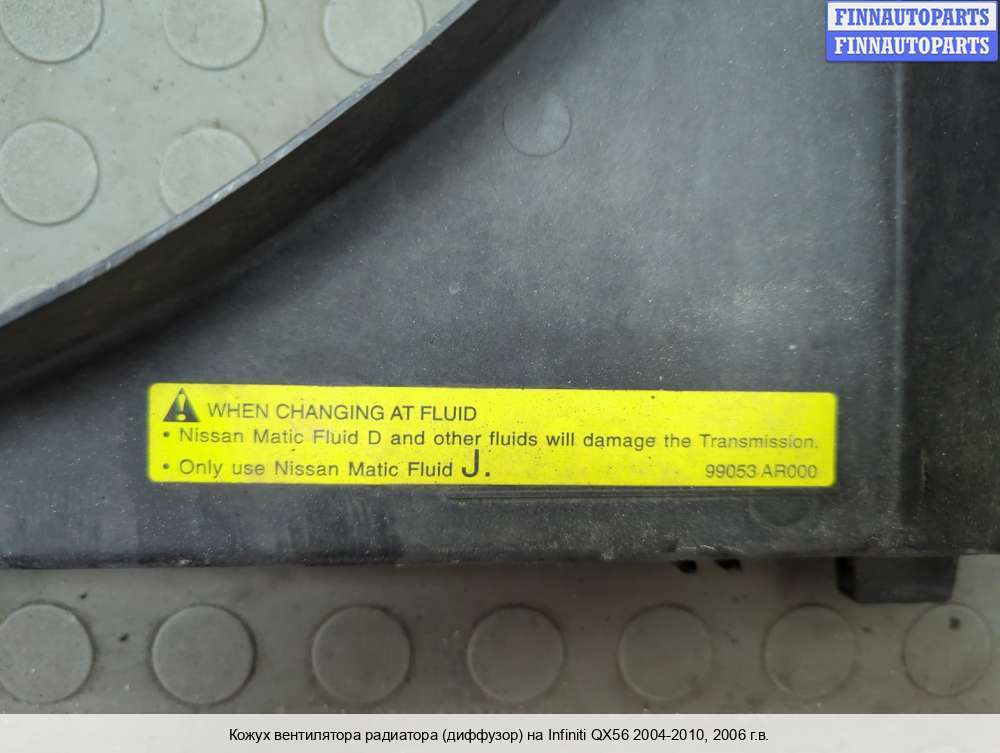 FINNAUTOPARTS
FINNAUTOPARTS
WHEN CHANGING AT FLUID
• Nissan Matic Fluid D and other fluids will damage the Transmission.
• Only use Nissan Matic Fluid J. 99053 AR000
Кожух вентилятора радиатора (диффузор) на Infiniti QX56 2004-2010, 2006 г.в.